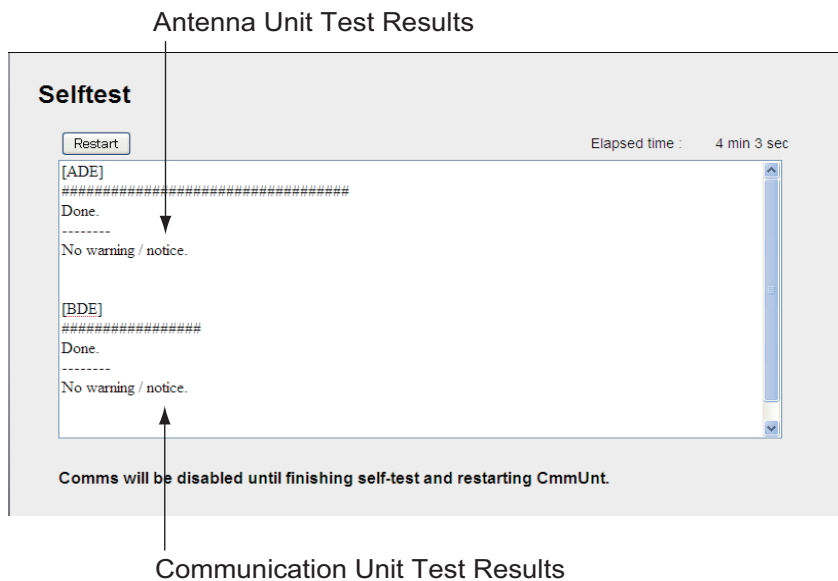 Antenna Unit Test Results
Selftest
Restart
Elapsed time : 4 min 3 sec
[ADE]
###################################
Done.
--------
No warning / notice.
[BDE]
#################
Done.
--------
No warning / notice.
Comms will be disabled until finishing self-test and restarting CmmUnt.
Communication Unit Test Results